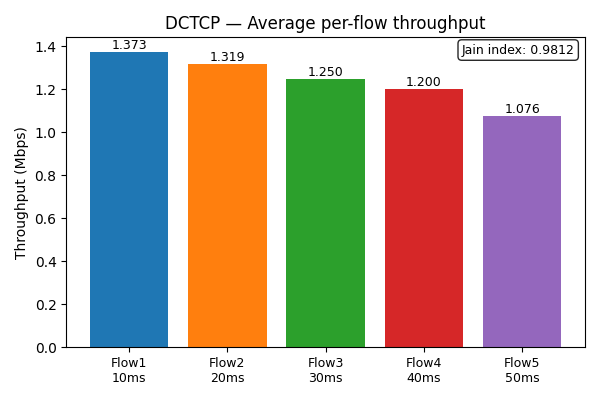 DCTCP — Average per-flow throughput
Jain index: 0.9812
1.373
1.319
1.250
1.200
1.076
Throughput (Mbps)
1.4
1.2
1.0
0.8
0.6
0.4
0.2
0.0
Flow1
10ms
Flow2
20ms
Flow3
30ms
Flow4
40ms
Flow5
50ms